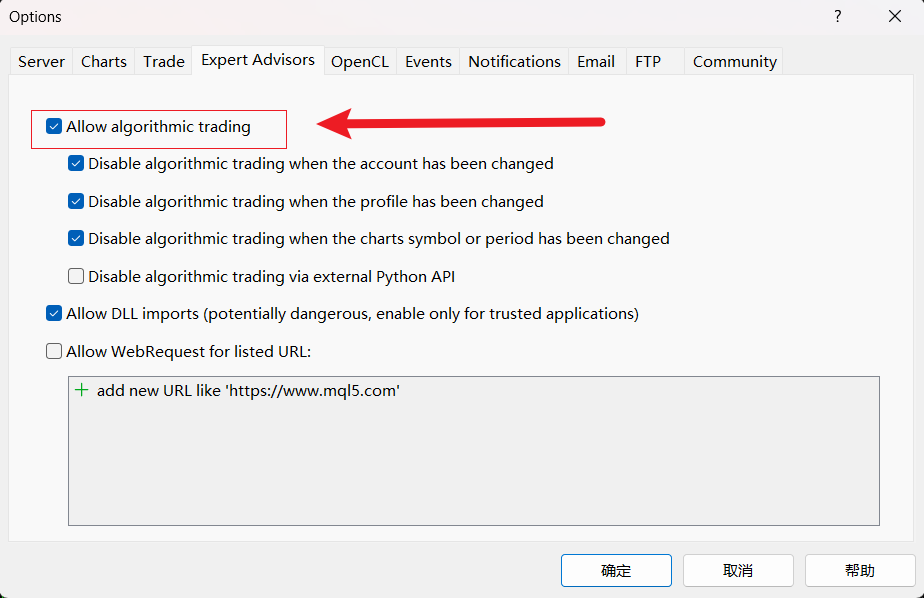 Options
Server Charts Trade Expert Advisors OpenCL Events Notifications Email FTP Community
Allow algorithmic trading
Disable algorithmic trading when the account has been changed
Disable algorithmic trading when the profile has been changed
Disable algorithmic trading when the charts symbol or period has been changed
Disable algorithmic trading via external Python API
Allow DLL imports (potentially dangerous, enable only for trusted applications)
Allow WebRequest for listed URL:
add new URL like 'https://www.mql5.com'
确定 取消 帮助